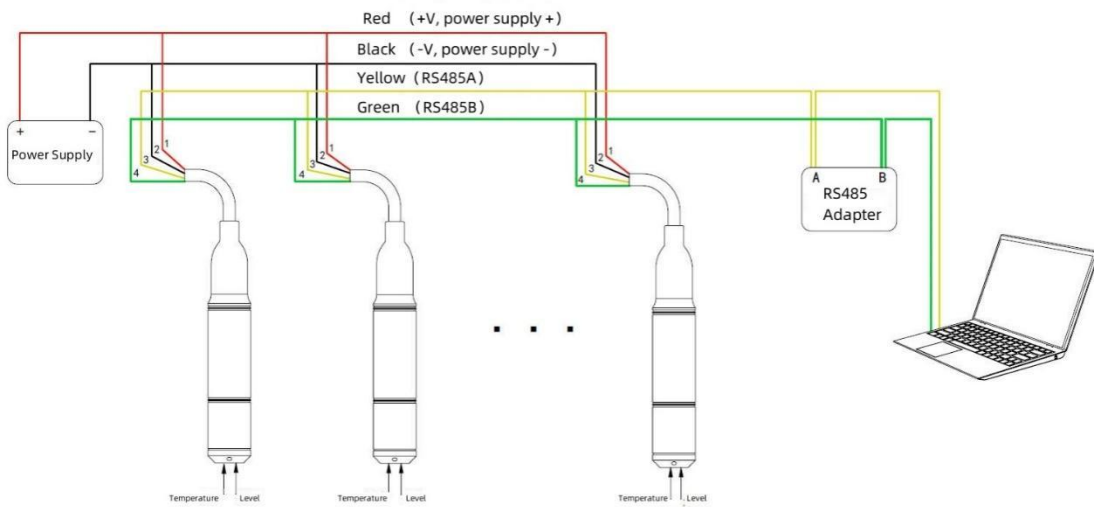 Red (+V, power supply +)
Black (-V, power supply -)
Yellow (RS485A)
Green (RS485B)
+ −
Power Supply
1
2
3
4
1
2
3
4
1
2
3
4
A B
RS485
Adapter
Temperature Level
Temperature Level
Temperature Level